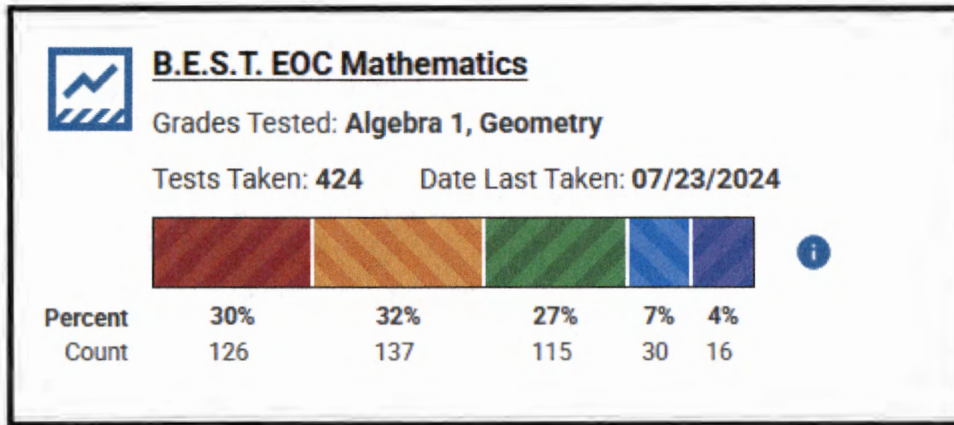 B.E.S.T. EOC Mathematics
Grades Tested: Algebra 1, Geometry
Tests Taken: 424 Date Last Taken: 07/23/2024
i
Percent 30% 32% 27% 7% 4%
Count 126 137 115 30 16